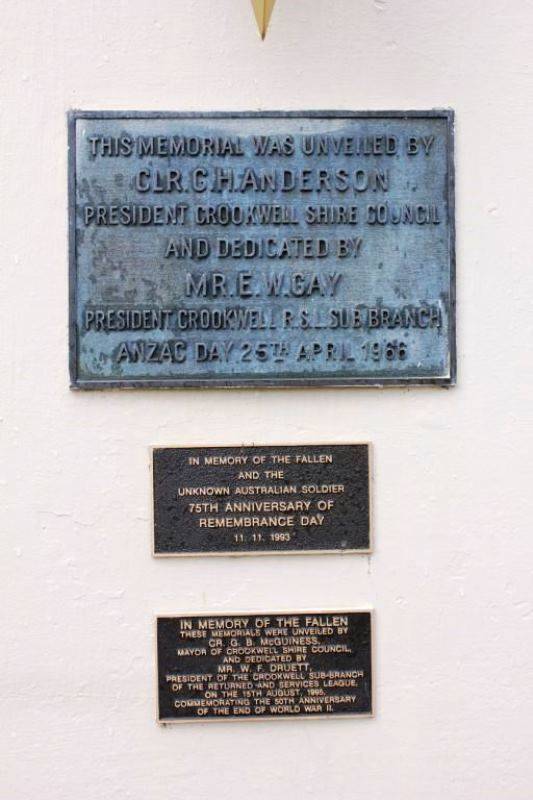 THIS MEMORIAL WAS UNVEILED BY
CLR. C.H. ANDERSON
PRESIDENT CROOKWELL SHIRE COUNCIL
AND DEDICATED BY
MR. E. W. GAY
PRESIDENT CROOKWELL R.S.L. SUB BRANCH
ANZAC DAY 25TH APRIL 1966
IN MEMORY OF THE FALLEN
AND THE
UNKNOWN AUSTRALIAN SOLDIER
75TH ANNIVERSARY OF
REMEMBRANCE DAY
11. 11. 1993
IN MEMORY OF THE FALLEN
THESE MEMORIALS WERE UNVEILED BY
CR. G. B. McGUINESS,
MAYOR OF CROOKWELL SHIRE COUNCIL,
AND DEDICATED BY
MR. W. F. DRUETT,
PRESIDENT OF THE CROOKWELL SUB-BRANCH
OF THE RETURNED AND SERVICES LEAGUE,
ON THE 15TH AUGUST, 1995,
COMMEMORATING THE 50TH ANNIVERSARY
OF THE END OF WORLD WAR II.